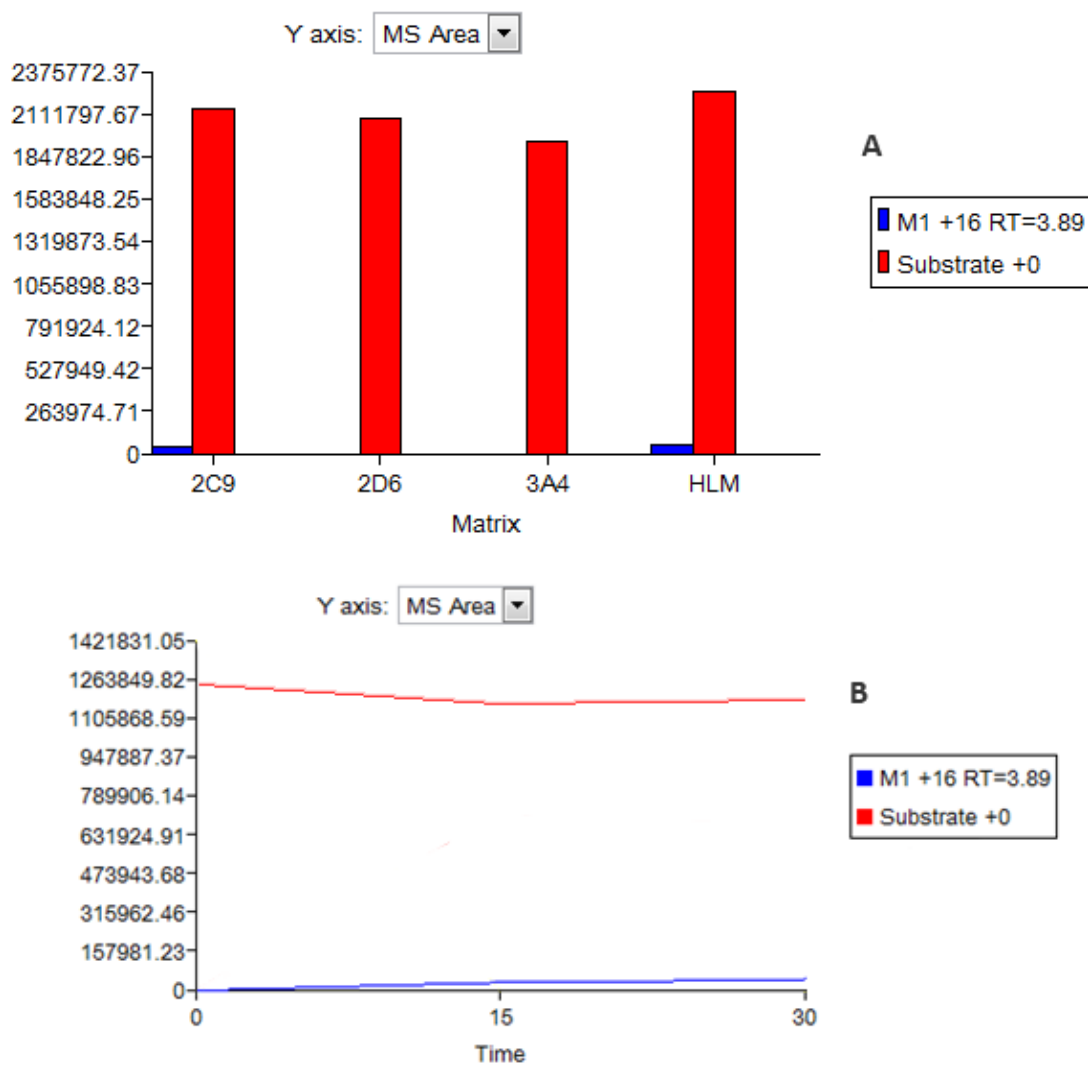 Y axis: MS Area
2375772.37
2111797.67
1847822.96
1583848.25
1319873.54
1055898.83
791924.12
527949.42
263974.71
0
2C9 2D6 3A4 HLM
Matrix
A
M1 +16 RT=3.89
Substrate +0
Y axis: MS Area
1421831.05
1263849.82
1105868.59
947887.37
789906.14
631924.91
473943.68
315962.46
157981.23
0
0 15 30
Time
B
M1 +16 RT=3.89
Substrate +0